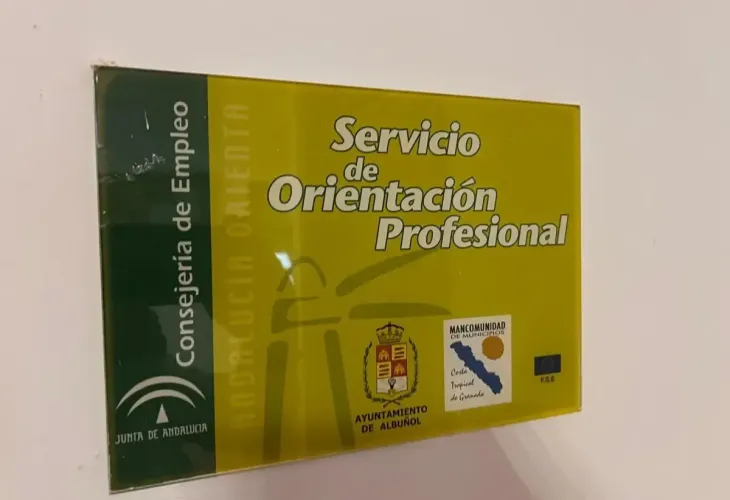 Consejería de Empleo
JUNTA DE ANDALUCIA
ANDALUCIA ORIENTA
Servicio
de
Orientación
Profesional
AYUNTAMIENTO
DE ALBUÑOL
MANCOMUNIDAD
DE MUNICIPIOS
Costa
Tropical
de Granada
F.S.E